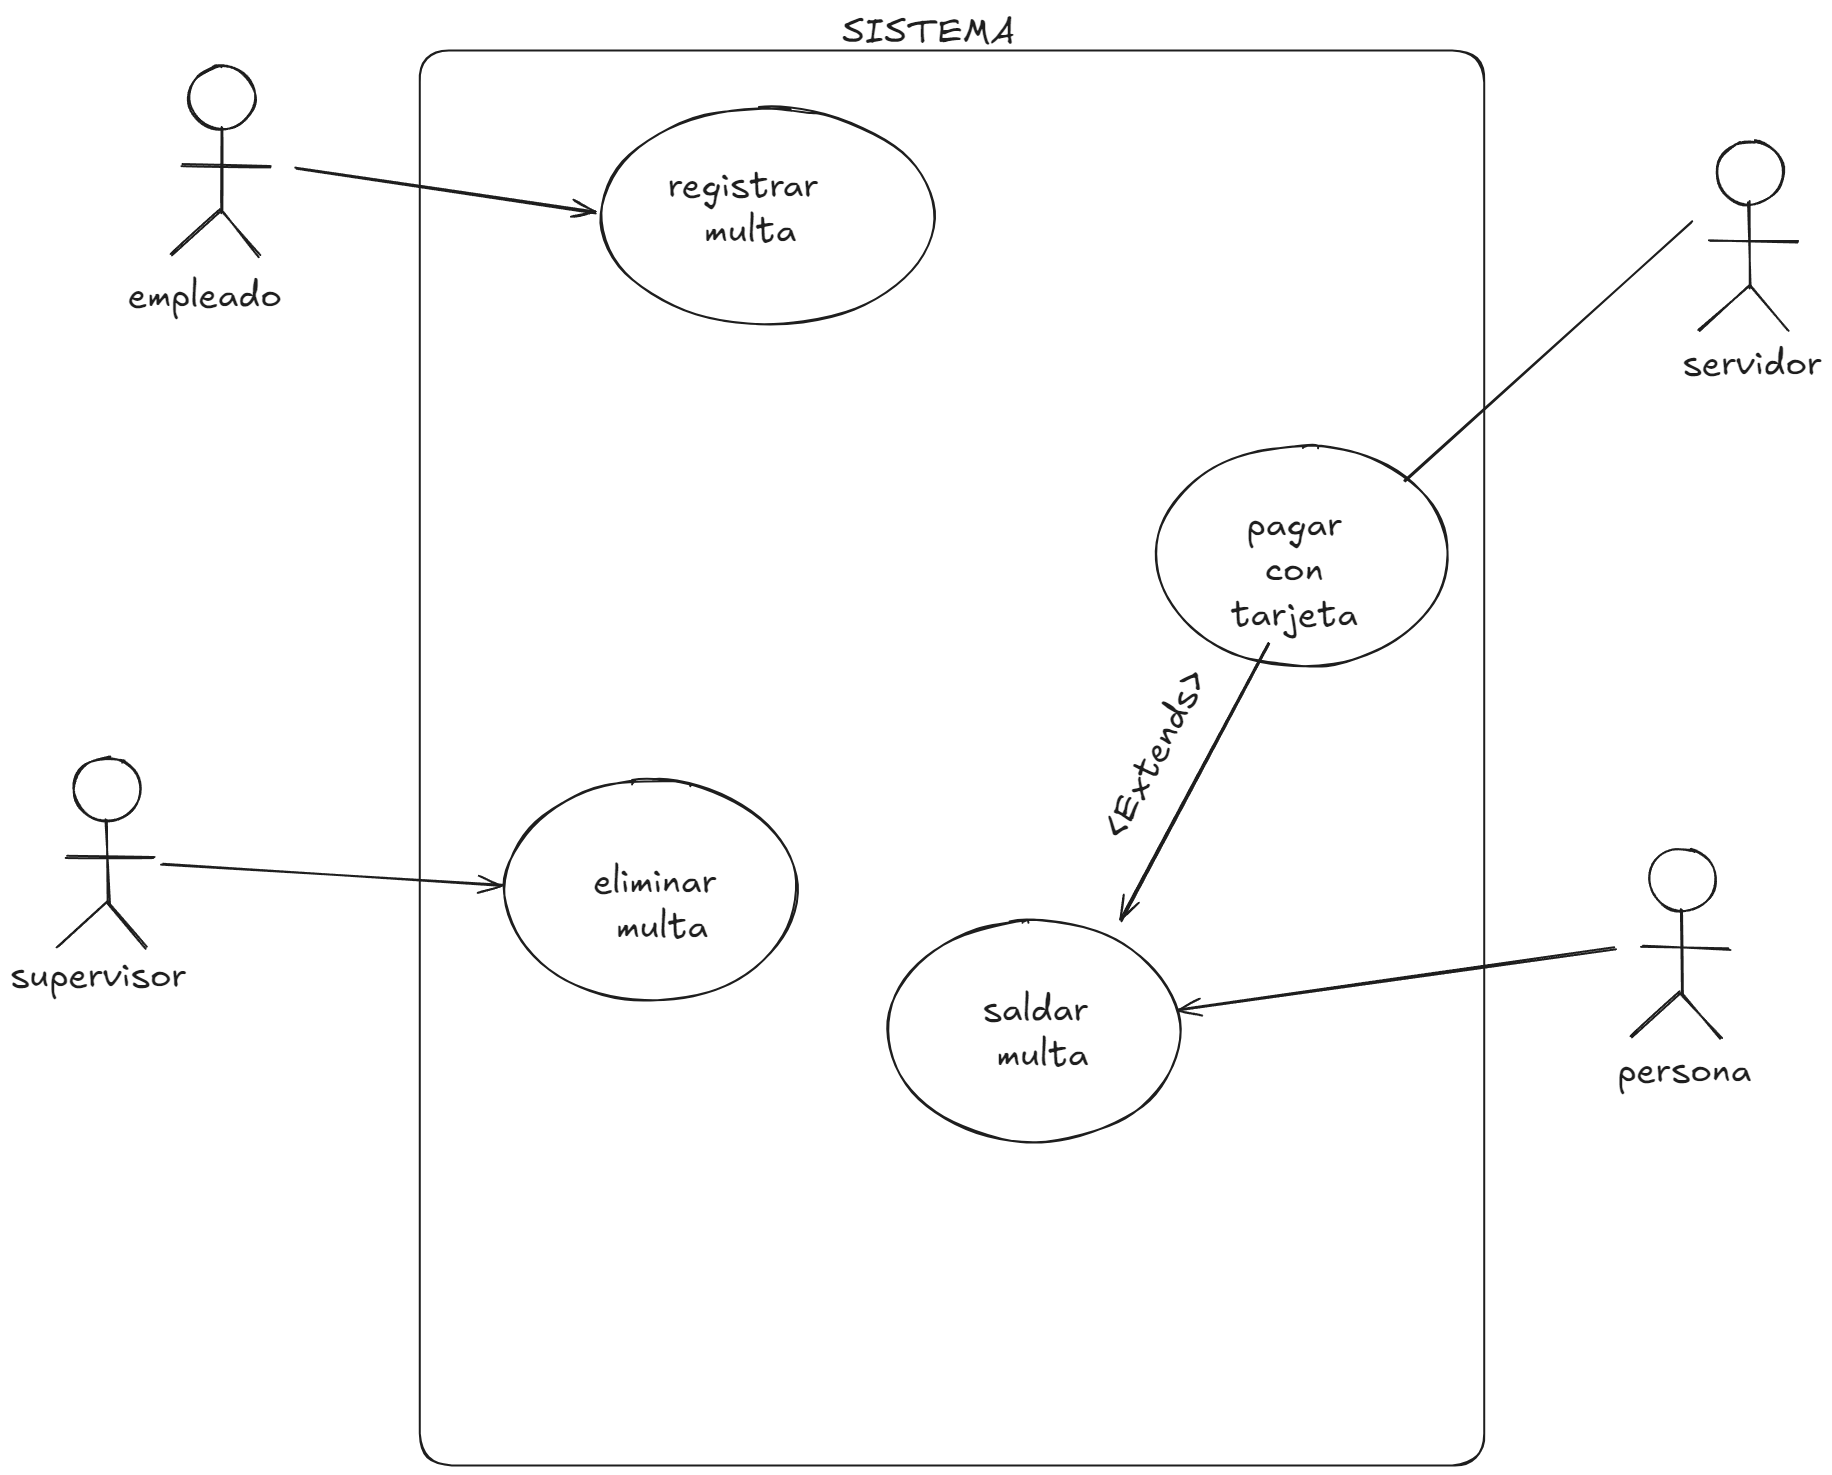 SISTEMA
registrar
multa
empleado
servidor
pagar
con
tarjeta
<Extends>
eliminar
multa
supervisor
saldar
multa
persona